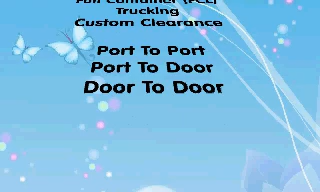 Full Container (FCL)
Trucking
Custom Clearance
Port To Port
Port To Door
Door To Door